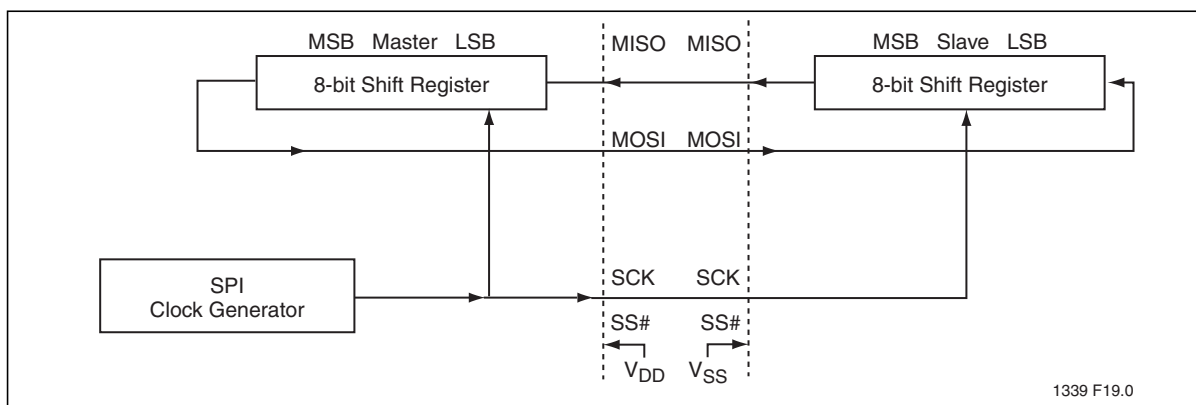 MSB Master LSB
MISO MISO
MSB Slave LSB
8-bit Shift Register
8-bit Shift Register
MOSI MOSI
SPI
Clock Generator
SCK SCK
SS# SS#
VDD VSS
1339 F19.0